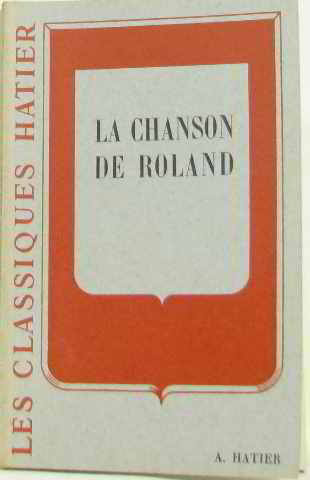 LES CLASSIQUES HATIER
LA CHANSON
DE ROLAND
A. HATIER